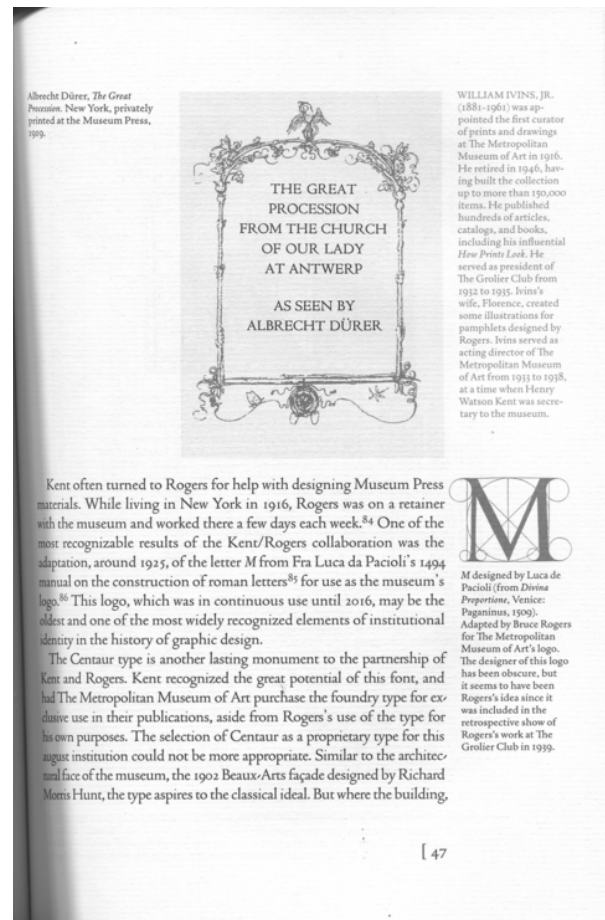 Albrecht Dürer, The Great
Procession. New York, privately
printed at the Museum Press,
1909.
THE GREAT
PROCESSION
FROM THE CHURCH
OF OUR LADY
AT ANTWERP
AS SEEN BY
ALBRECHT DÜRER
WILLIAM IVINS, JR.
(1881-1961) was ap-
pointed the first curator
of prints and drawings
at The Metropolitan
Museum of Art in 1916.
He retired in 1946, hav-
ing built the collection
up to more than 150,000
items. He published
hundreds of articles,
catalogs, and books,
including his influential
How Prints Look. He
served as president of
The Grolier Club from
1932 to 1935. Ivins's
wife, Florence, created
some illustrations for
pamphlets designed by
Rogers. Ivins served as
acting director of The
Metropolitan Museum
of Art from 1933 to 1938,
at a time when Henry
Watson Kent was secre-
tary to the museum.
Kent often turned to Rogers for help with designing Museum Press
materials. While living in New York in 1916, Rogers was on a retainer
with the museum and worked there a few days each week.84 One of the
most recognizable results of the Kent/Rogers collaboration was the
adaptation, around 1925, of the letter M from Fra Luca da Pacioli's 1494
manual on the construction of roman letters85 for use as the museum's
logo.86 This logo, which was in continuous use until 2016, may be the
oldest and one of the most widely recognized elements of institutional
identity in the history of graphic design.
The Centaur type is another lasting monument to the partnership of
Kent and Rogers. Kent recognized the great potential of this font, and
had The Metropolitan Museum of Art purchase the foundry type for ex-
clusive use in their publications, aside from Rogers's use of the type for
his own purposes. The selection of Centaur as a proprietary type for this
august institution could not be more appropriate. Similar to the architec-
tural face of the museum, the 1902 Beaux-Arts façade designed by Richard
Morris Hunt, the type aspires to the classical ideal. But where the building,
M
M designed by Luca de
Pacioli (from Divina
Proportione, Venice:
Paganinus, 1509).
Adapted by Bruce Rogers
for The Metropolitan
Museum of Art's logo.
The designer of this logo
has been obscure, but
it seems to have been
Rogers's idea since it
was included in the
retrospective show of
Rogers's work at The
Grolier Club in 1939.
[ 47